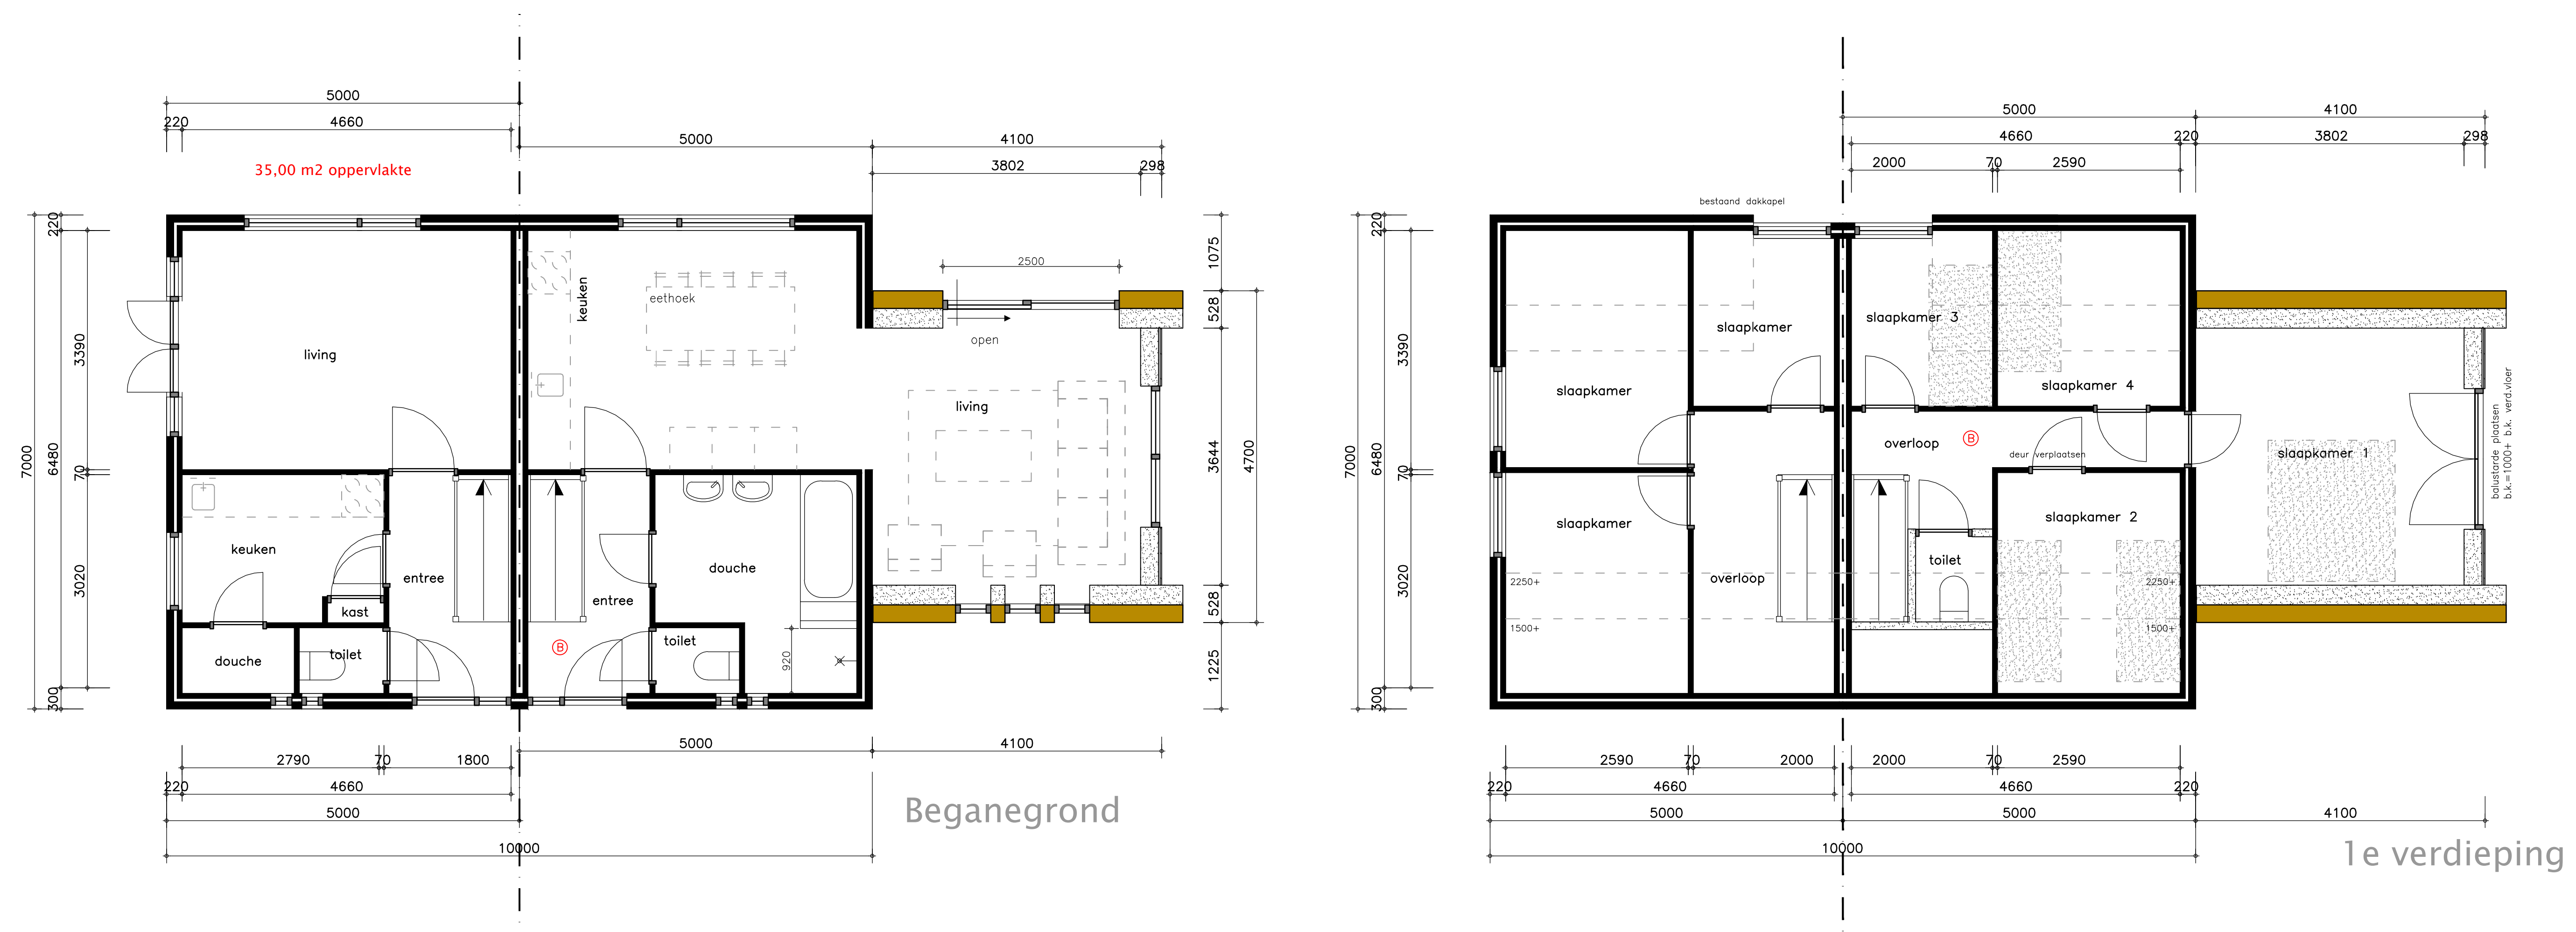 5000
220 4660
35,00 m2 oppervlakte
5000 4100
3802 298
220
3390
70
3020
300
6480
7000
2500
1075
528
3644
528
1225
4700
living
keuken
eethoek
open
living
keuken
entree
kast
douche
toilet
entree
B
douche
toilet
920
2790 70 1800
220 4660
5000
10000
5000 4100
Beganegrond
5000 4100
4660 220 3802 298
2000 70 2590
bestaand dakkapel
220
3390
70
3020
300
6480
7000
slaapkamer
slaapkamer 3
slaapkamer 4
slaapkamer
overloop
B
deur verplaatsen
slaapkamer 1
balustarde plaatsen
b.k.=1000+ b.k. verd.vloer
slaapkamer
slaapkamer 2
toilet
overloop
2250+
1500+
2250+
1500+
2590 70 2000 2000 70 2590
220 4660 4660 220
5000 5000 4100
10000
1e verdieping